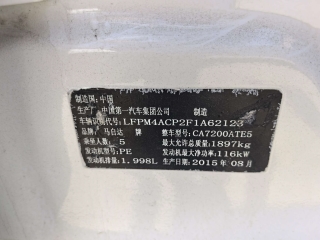 制造国:中国
生产厂:中国第一汽车集团公司 制造
车辆识别代号:LFPM4ACP2F1A62123
品牌:马自达 牌 整车型号:CA7200ATE5
乘坐人数:5 最大允许总质量:1897kg
发动机型号:PE 发动机最大净功率:116kW
发动机排量:1.998L 生产日期:2015年08月